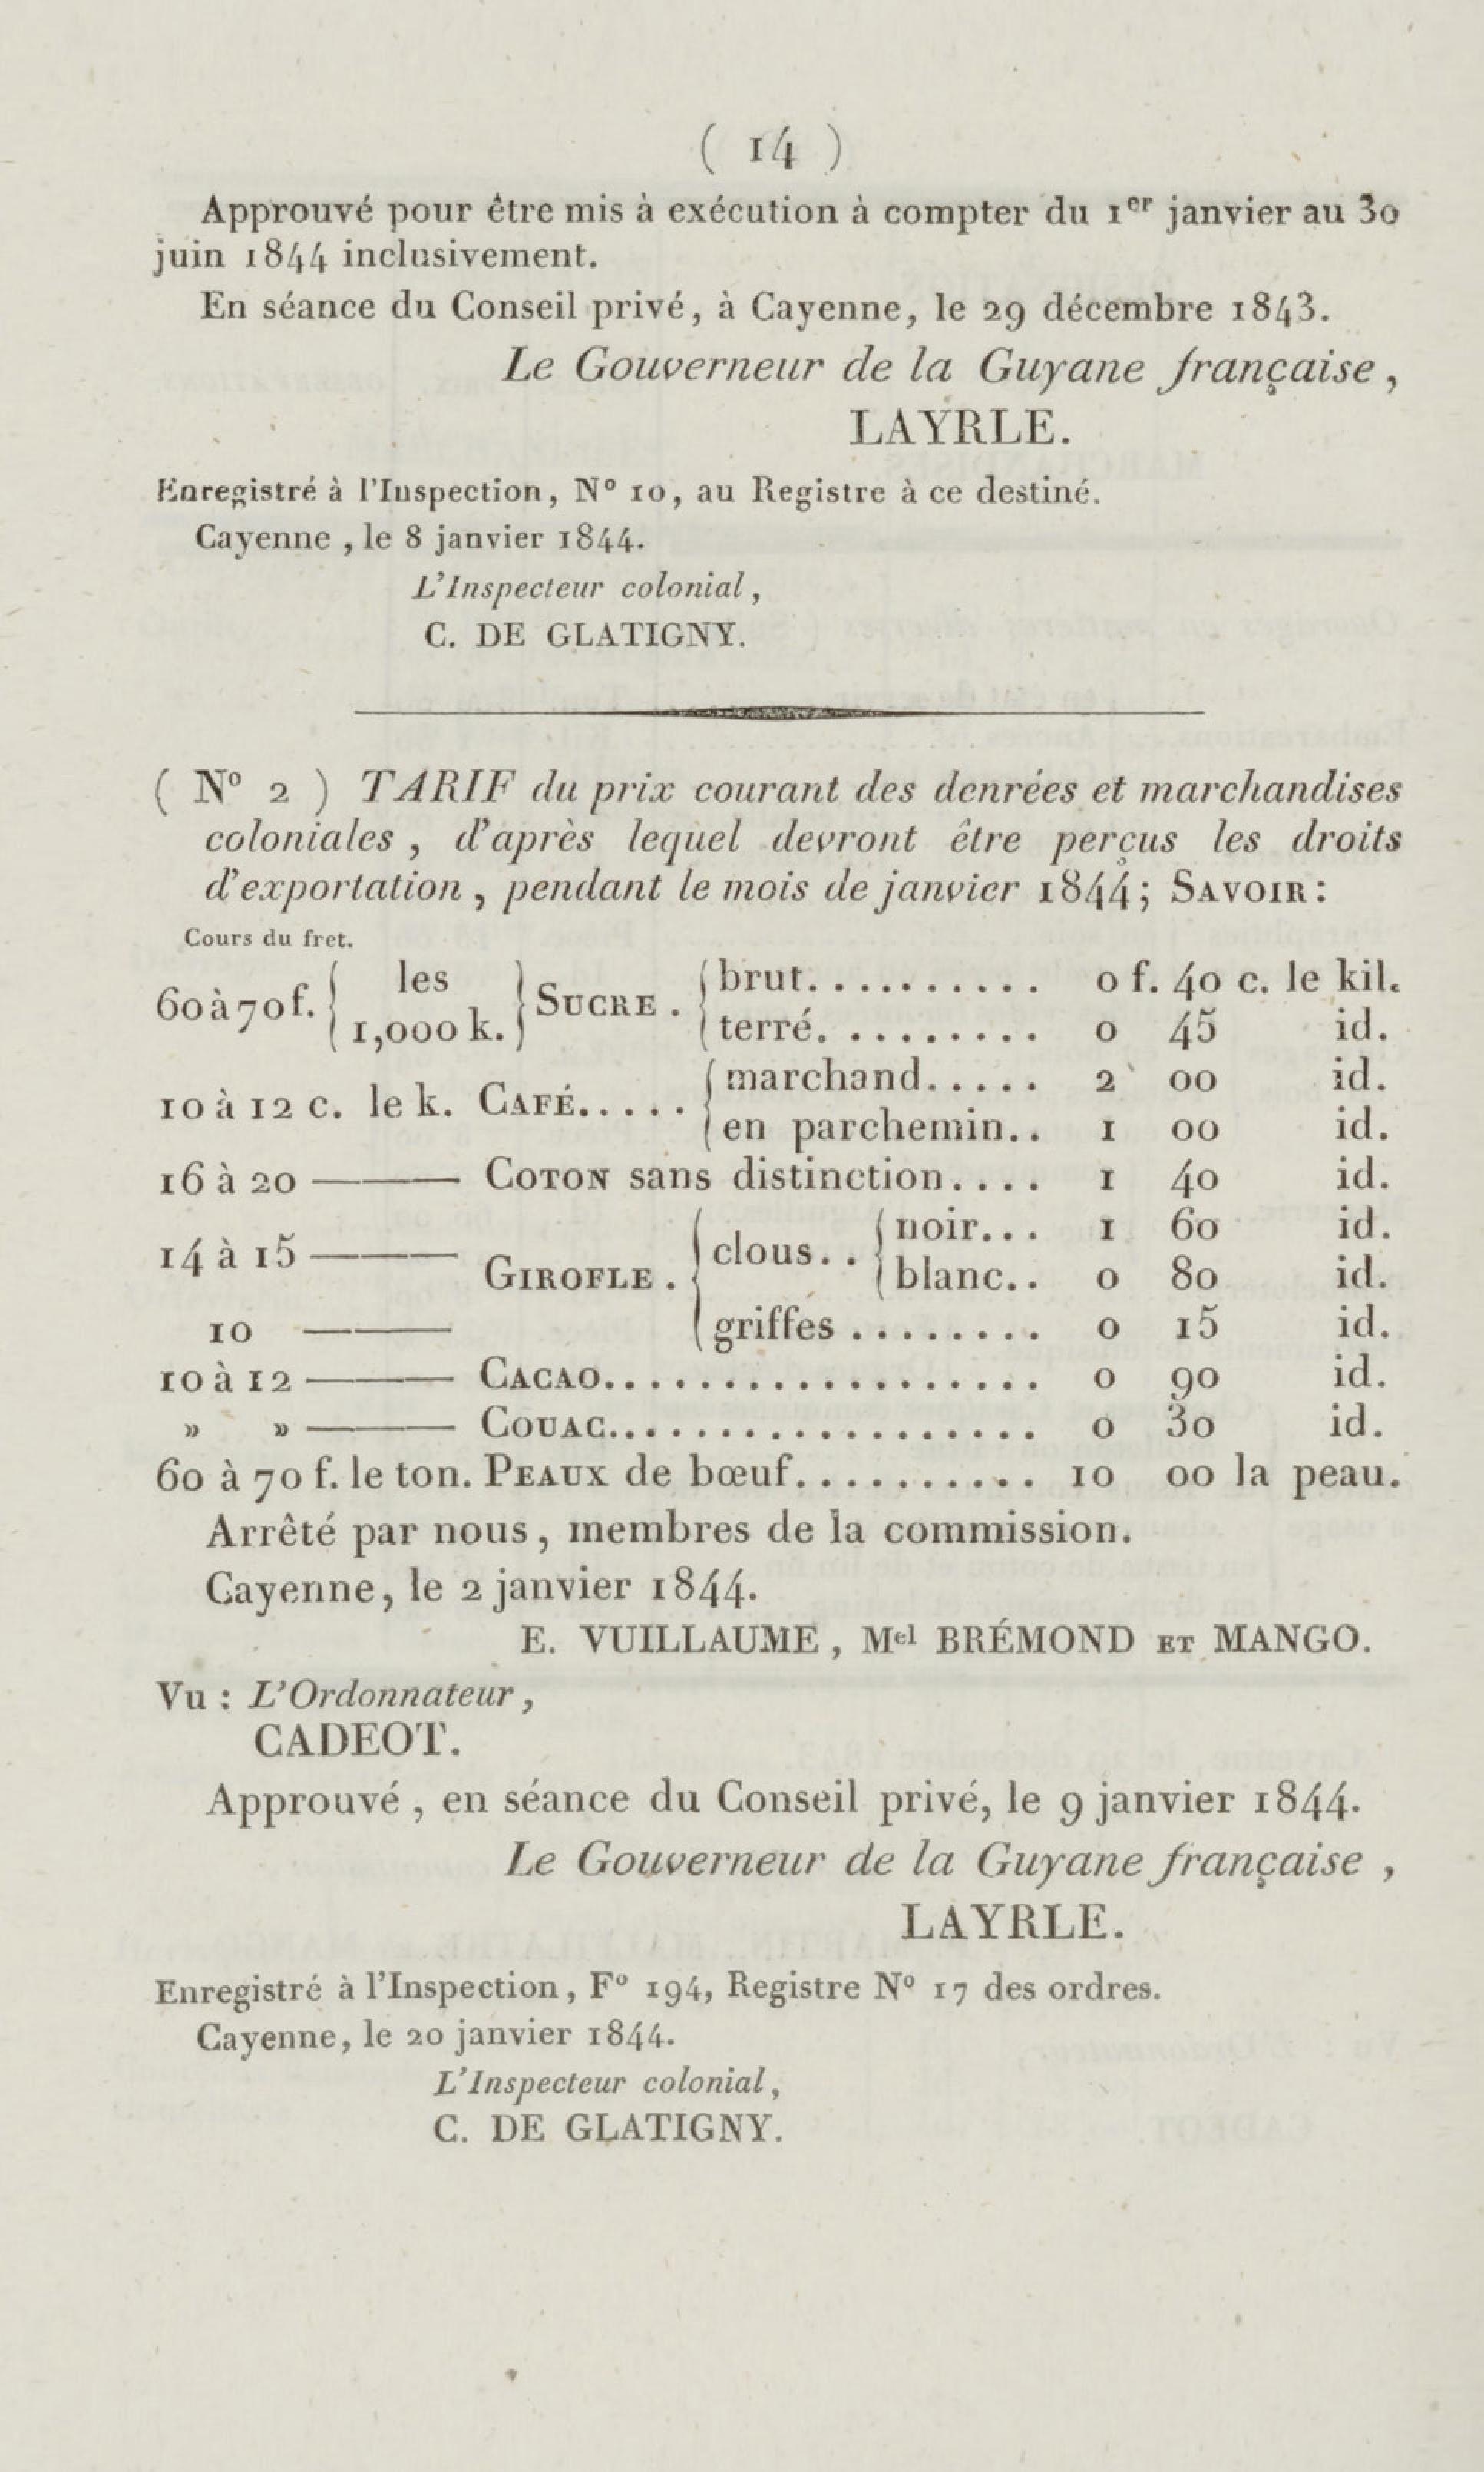 ( 14 )
Approuvé pour être mis à exécution à compter du 1er janvier au 30
juin 1844 inclusivement.
En séance du Conseil privé, à Cayenne, le 29 décembre 1843.
Le Gouverneur de la Guyane française,
LAYRLE.
Enregistré à l'Inspection, N° 10, au Registre à ce destiné.
Cayenne, le 8 janvier 1844.
L'Inspecteur colonial,
C. DE GLATIGNY.
( N° 2 ) TARIF du prix courant des denrées et marchandises
coloniales, d'après lequel devront être perçus les droits
d'exportation, pendant le mois de janvier 1844; SAVOIR:
Cours du fret.
60 à 70 f. { les 1,000 k. } SUCRE. { brut.......... 0 f. 40 c. le kil.
terré.......... 0 45 id.
10 à 12 c. le k. CAFÉ..... { marchand..... 2 00 id.
en parchemin.. 1 00 id.
16 à 20 ——— COTON sans distinction.... 1 40 id.
14 à 15 ——— GIROFLE. { clous.. { noir... 1 60 id.
blanc.. 0 80 id.
10 ——— griffes ........ 0 15 id.
10 à 12 ——— CACAO................... 0 90 id.
» » ——— COUAC.................. 0 30 id.
60 à 70 f. le ton. PEAUX de bœuf........... 10 00 la peau.
Arrêté par nous, membres de la commission.
Cayenne, le 2 janvier 1844.
E. VUILLAUME, Mel BRÉMOND ET MANGO.
Vu : L'Ordonnateur,
CADEOT.
Approuvé, en séance du Conseil privé, le 9 janvier 1844.
Le Gouverneur de la Guyane française,
LAYRLE.
Enregistré à l'Inspection, F° 194, Registre N° 17 des ordres.
Cayenne, le 20 janvier 1844.
L'Inspecteur colonial,
C. DE GLATIGNY.